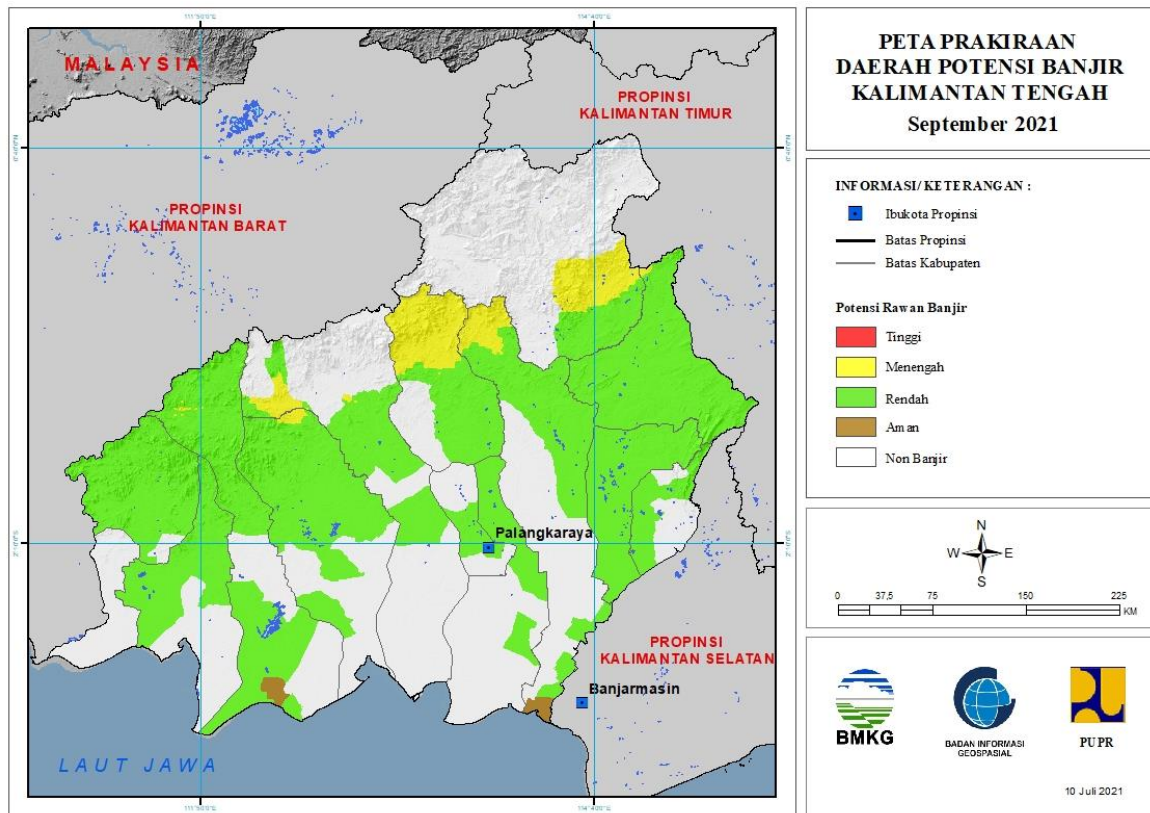 PETA PRAKIRAAN
DAERAH POTENSI BANJIR
KALIMANTAN TENGAH
September 2021
INFORMASI/ KETERANGAN :
Ibukota Propinsi
Batas Propinsi
Batas Kabupaten
Potensi Rawan Banjir
Tinggi
Menengah
Rendah
Aman
Non Banjir
N
W E
S
0 37,5 75 150 225
KM
BMKG
BADAN INFORMASI
GEOSPASIAL
PUPR
10 Juli 2021
MALAYSIA
PROPINSI
KALIMANTAN TIMUR
PROPINSI
KALIMANTAN BARAT
Palangkaraya
PROPINSI
KALIMANTAN SELATAN
Banjarmasin
LAUT JAWA